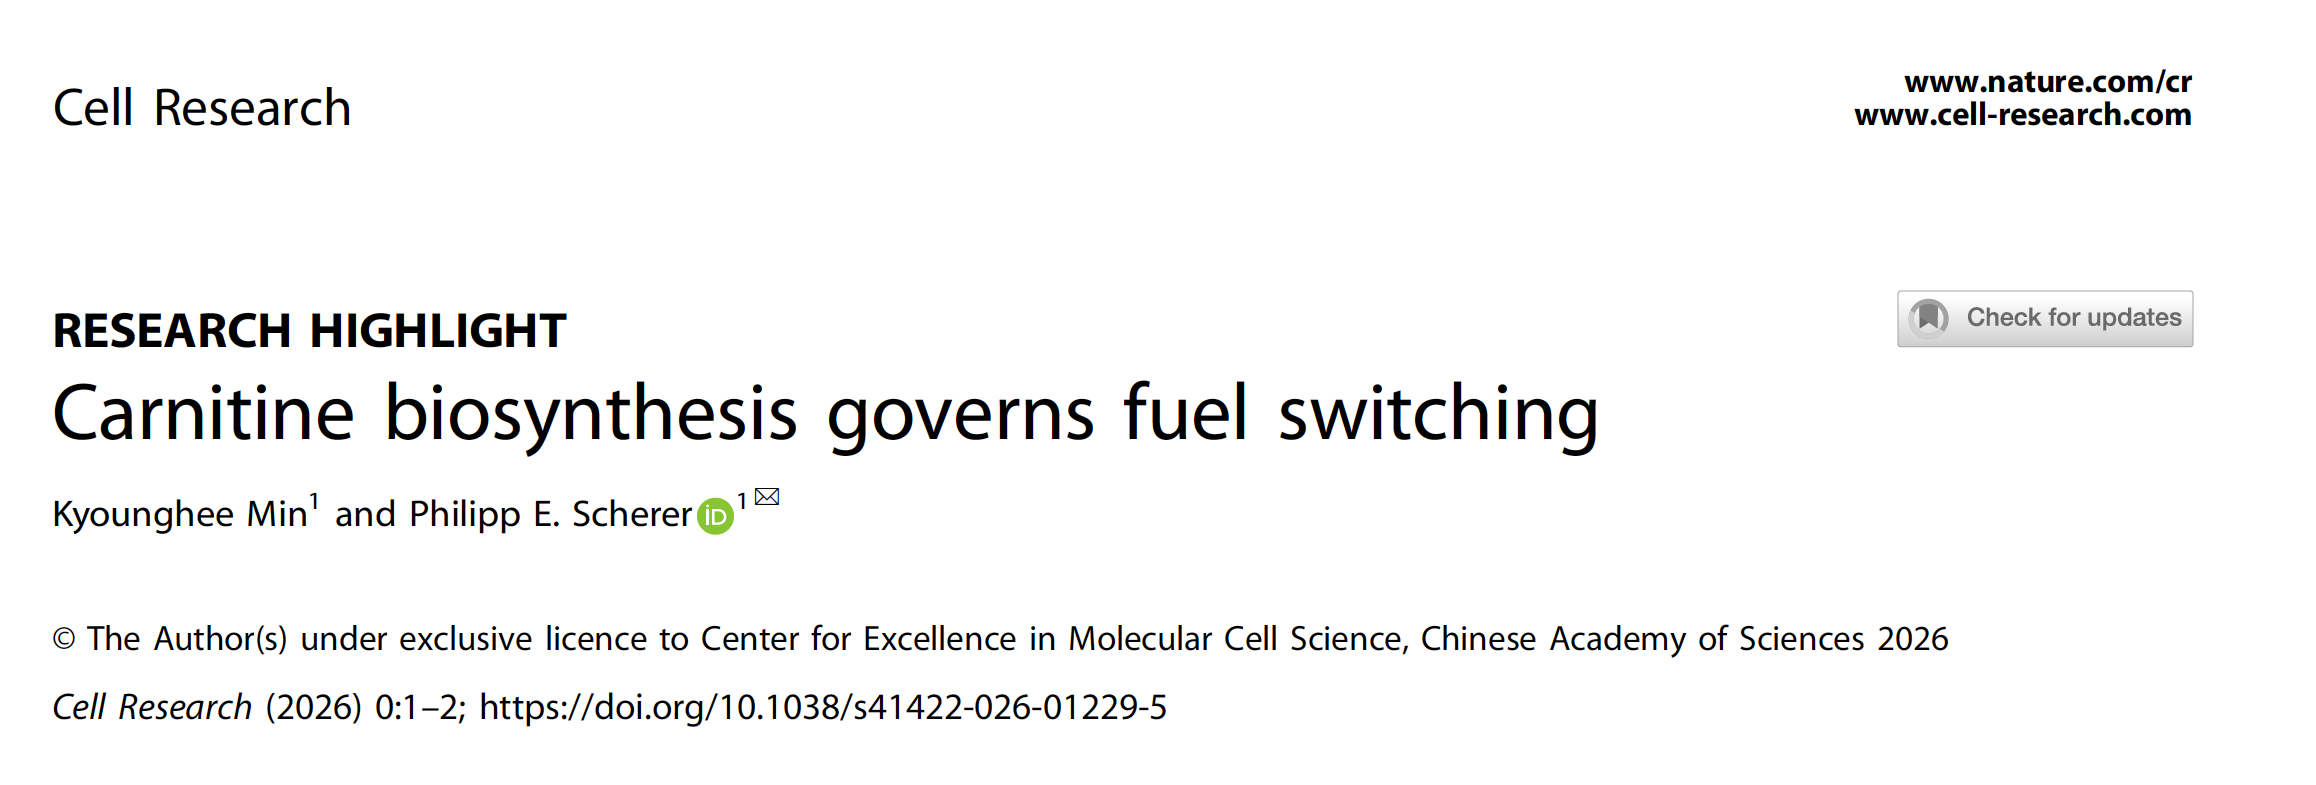 Cell Research
www.nature.com/cr
www.cell-research.com
RESEARCH HIGHLIGHT
Check for updates
Carnitine biosynthesis governs fuel switching
Kyounghee Min1 and Philipp E. Scherer iD 1✉
© The Author(s) under exclusive licence to Center for Excellence in Molecular Cell Science, Chinese Academy of Sciences 2026
Cell Research (2026) 0:1–2; https://doi.org/10.1038/s41422-026-01229-5